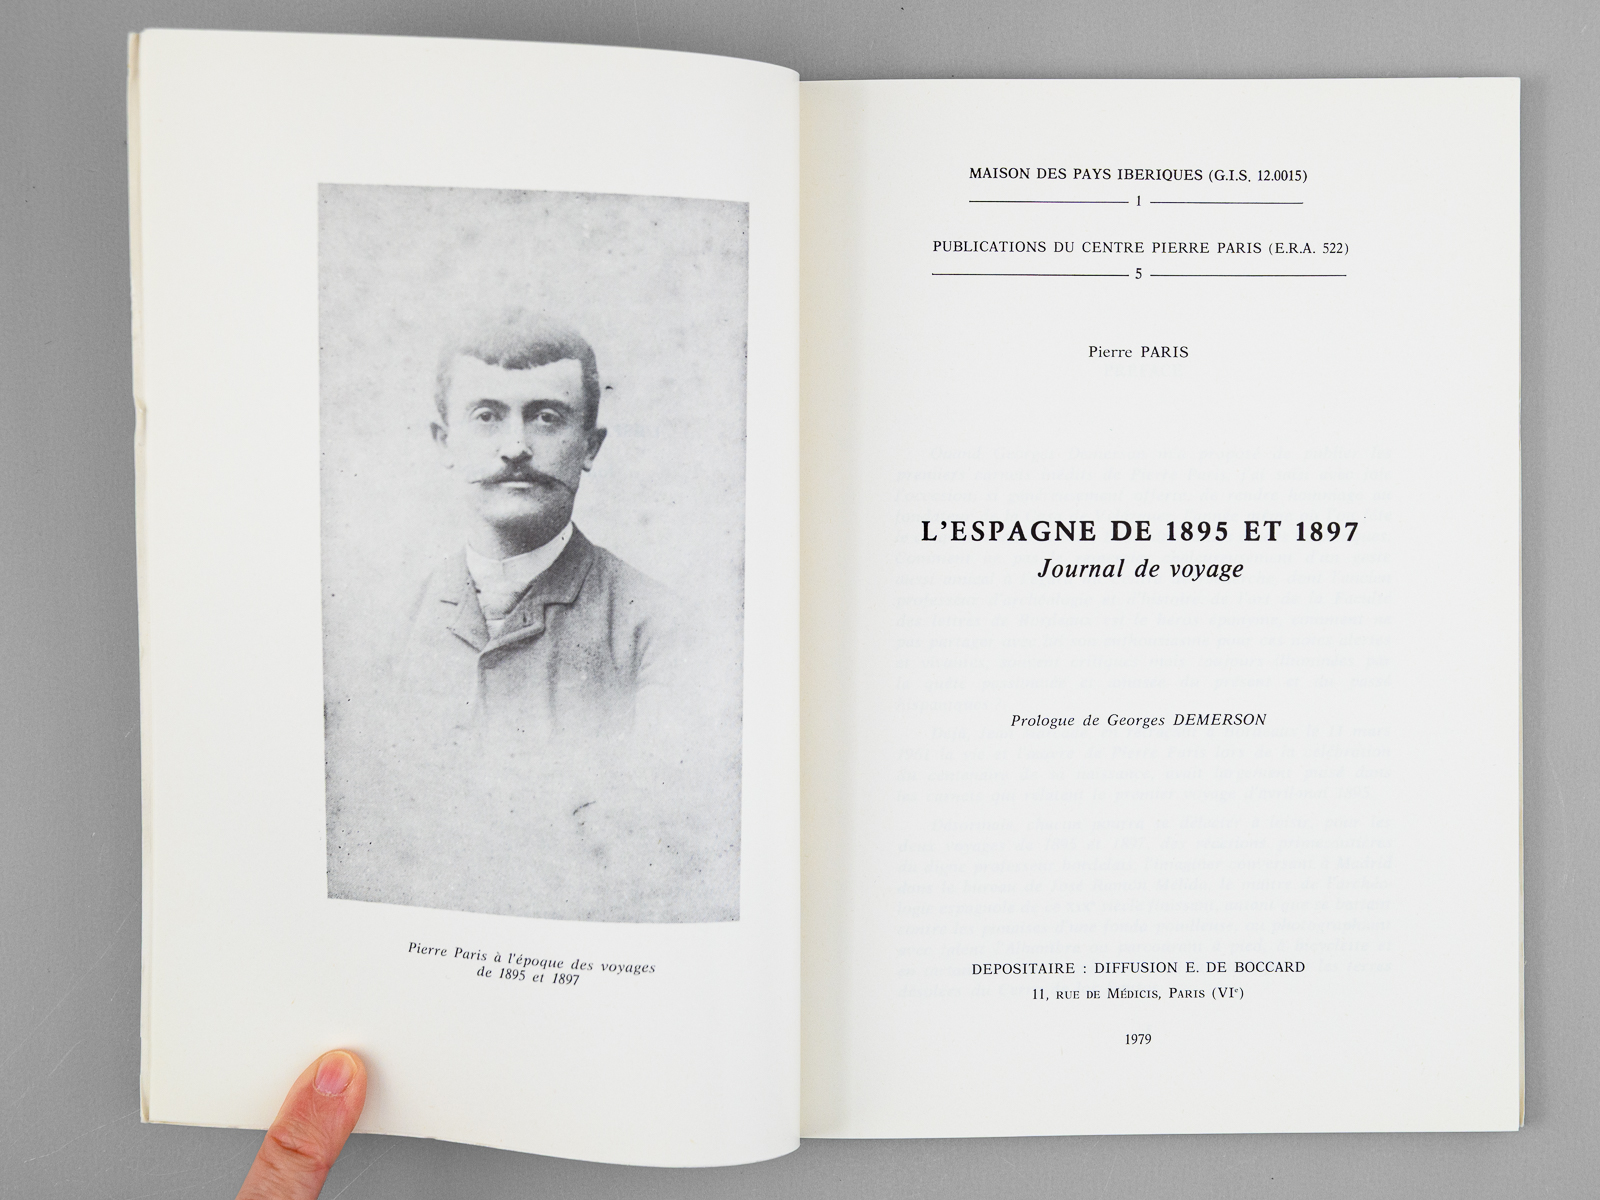 Pierre Paris à l'époque des voyages
de 1895 et 1897
MAISON DES PAYS IBERIQUES (G.I.S. 12.0015)
1
PUBLICATIONS DU CENTRE PIERRE PARIS (E.R.A. 522)
5
Pierre PARIS
L'ESPAGNE DE 1895 ET 1897
Journal de voyage
Prologue de Georges DEMERSON
DEPOSITAIRE : DIFFUSION E. DE BOCCARD
11, RUE DE MÉDICIS, PARIS (VIe)
1979